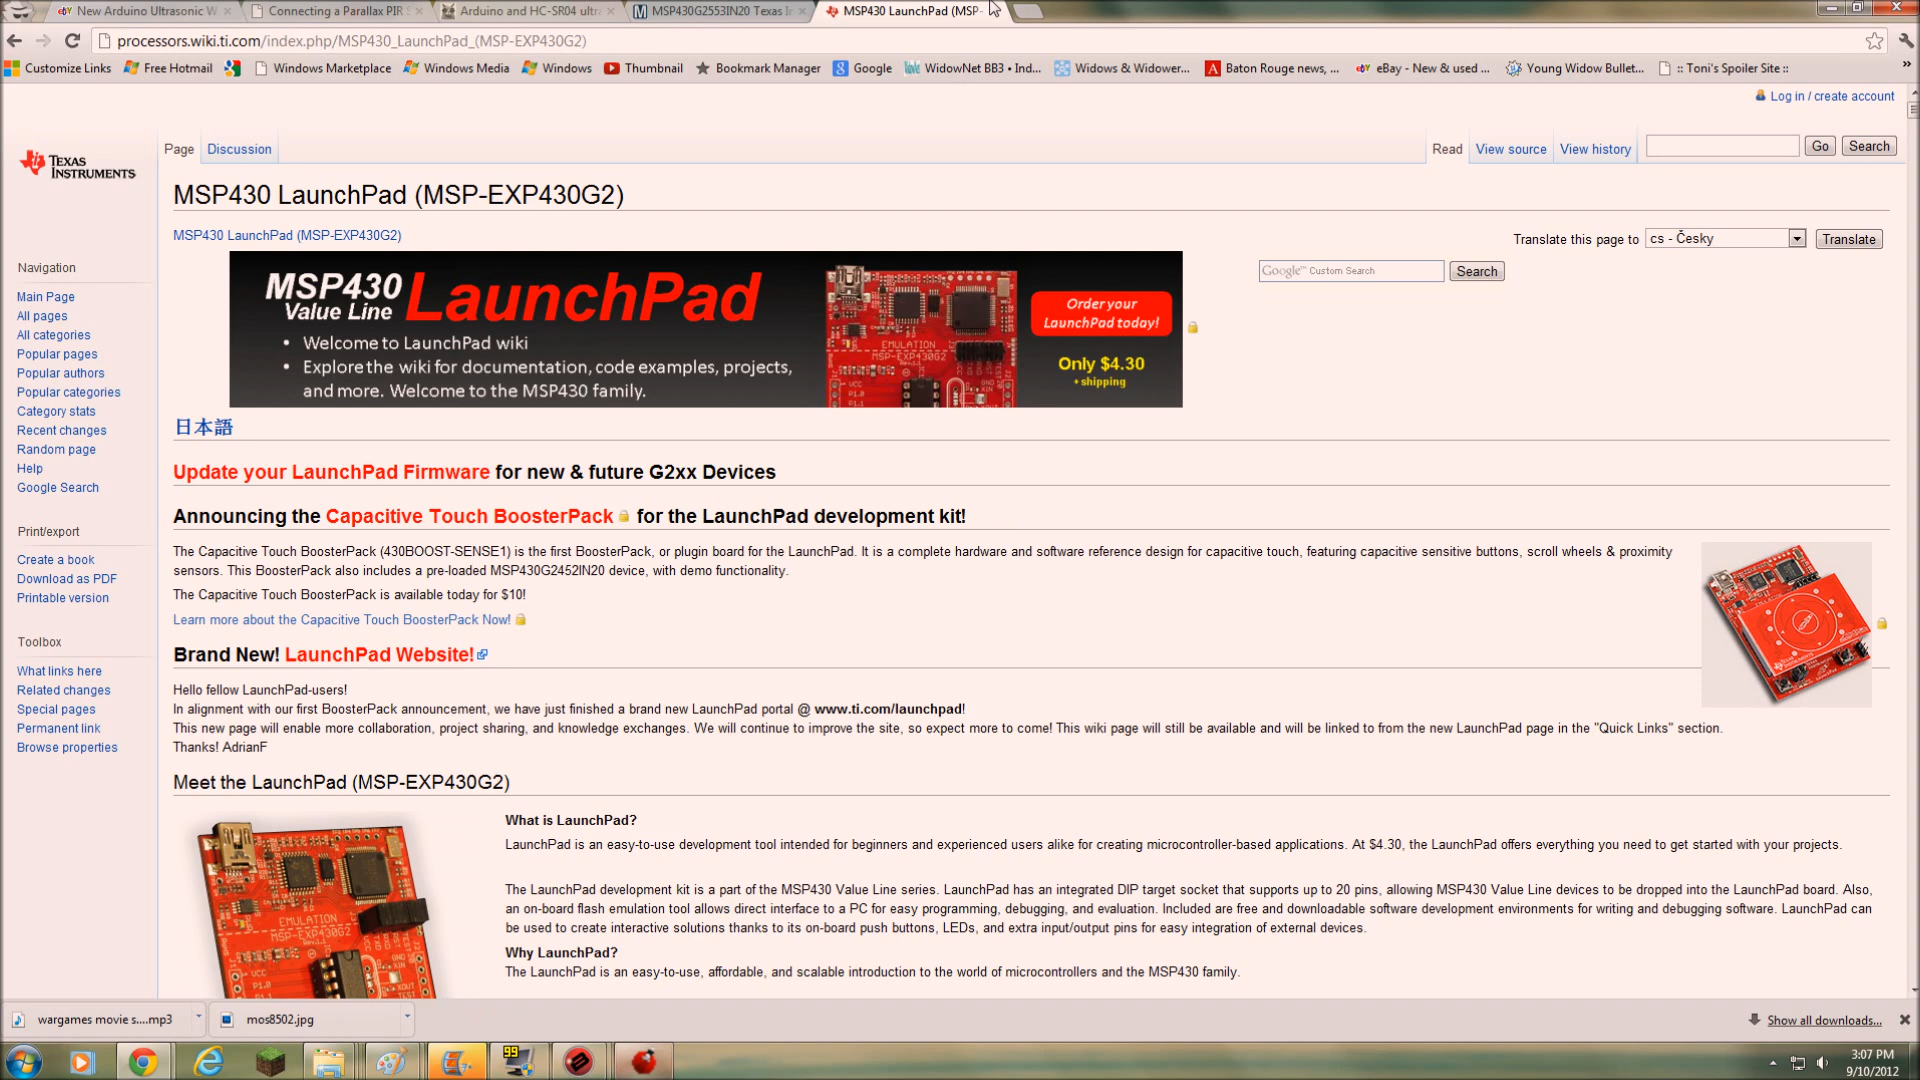 New Arduino Ultrasonic W
Connecting a Parallax PIR S
Arduino and HC-SR04 ultra
MSP430G2553IN20 Texas In
MSP430 LaunchPad (MSP-
processors.wiki.ti.com/index.php/MSP430_LaunchPad_(MSP-EXP430G2)
Customize Links
Free Hotmail
Windows Marketplace
Windows Media
Windows
Thumbnail
Bookmark Manager
Google
WidowNet BB3 • Ind...
Widows & Widower...
Baton Rouge news, ...
eBay - New & used ...
Young Widow Bullet...
:: Toni's Spoiler Site ::
Log in / create account
TEXAS
INSTRUMENTS
Page
Discussion
Read
View source
View history
Go
Search
MSP430 LaunchPad (MSP-EXP430G2)
MSP430 LaunchPad (MSP-EXP430G2)
Translate this page to
cs - Česky
Translate
Google™ Custom Search
Search
MSP430
Value Line
LaunchPad
• Welcome to LaunchPad wiki
• Explore the wiki for documentation, code examples, projects,
and more. Welcome to the MSP430 family.
EMULATION
MSP-EXP430G2
Order your
LaunchPad today!
Only $4.30
+ shipping
日本語
Update your LaunchPad Firmware for new & future G2xx Devices
Announcing the Capacitive Touch BoosterPack for the LaunchPad development kit!
The Capacitive Touch BoosterPack (430BOOST-SENSE1) is the first BoosterPack, or plugin board for the LaunchPad. It is a complete hardware and software reference design for capacitive touch, featuring capacitive sensitive buttons, scroll wheels & proximity
sensors. This BoosterPack also includes a pre-loaded MSP430G2452IN20 device, with demo functionality.
The Capacitive Touch BoosterPack is available today for $10!
Learn more about the Capacitive Touch BoosterPack Now!
Brand New! LaunchPad Website!
Hello fellow LaunchPad-users!
In alignment with our first BoosterPack announcement, we have just finished a brand new LaunchPad portal @ www.ti.com/launchpad!
This new page will enable more collaboration, project sharing, and knowledge exchanges. We will continue to improve the site, so expect more to come! This wiki page will still be available and will be linked to from the new LaunchPad page in the "Quick Links" section.
Thanks! AdrianF
Meet the LaunchPad (MSP-EXP430G2)
EMULATION
MSP-EXP430G2
VCC
P1.0
P1.1
GND
XIN
XOUT
TEST
What is LaunchPad?
LaunchPad is an easy-to-use development tool intended for beginners and experienced users alike for creating microcontroller-based applications. At $4.30, the LaunchPad offers everything you need to get started with your projects.
The LaunchPad development kit is a part of the MSP430 Value Line series. LaunchPad has an integrated DIP target socket that supports up to 20 pins, allowing MSP430 Value Line devices to be dropped into the LaunchPad board. Also,
an on-board flash emulation tool allows direct interface to a PC for easy programming, debugging, and evaluation. Included are free and downloadable software development environments for writing and debugging software. LaunchPad can
be used to create interactive solutions thanks to its on-board push buttons, LEDs, and extra input/output pins for easy integration of external devices.
Why LaunchPad?
The LaunchPad is an easy-to-use, affordable, and scalable introduction to the world of microcontrollers and the MSP430 family.
Navigation
Main Page
All pages
All categories
Popular pages
Popular authors
Popular categories
Category stats
Recent changes
Random page
Help
Google Search
Print/export
Create a book
Download as PDF
Printable version
Toolbox
What links here
Related changes
Special pages
Permanent link
Browse properties
wargames movie s....mp3
mos8502.jpg
Show all downloads...
99
3:07 PM
9/10/2012